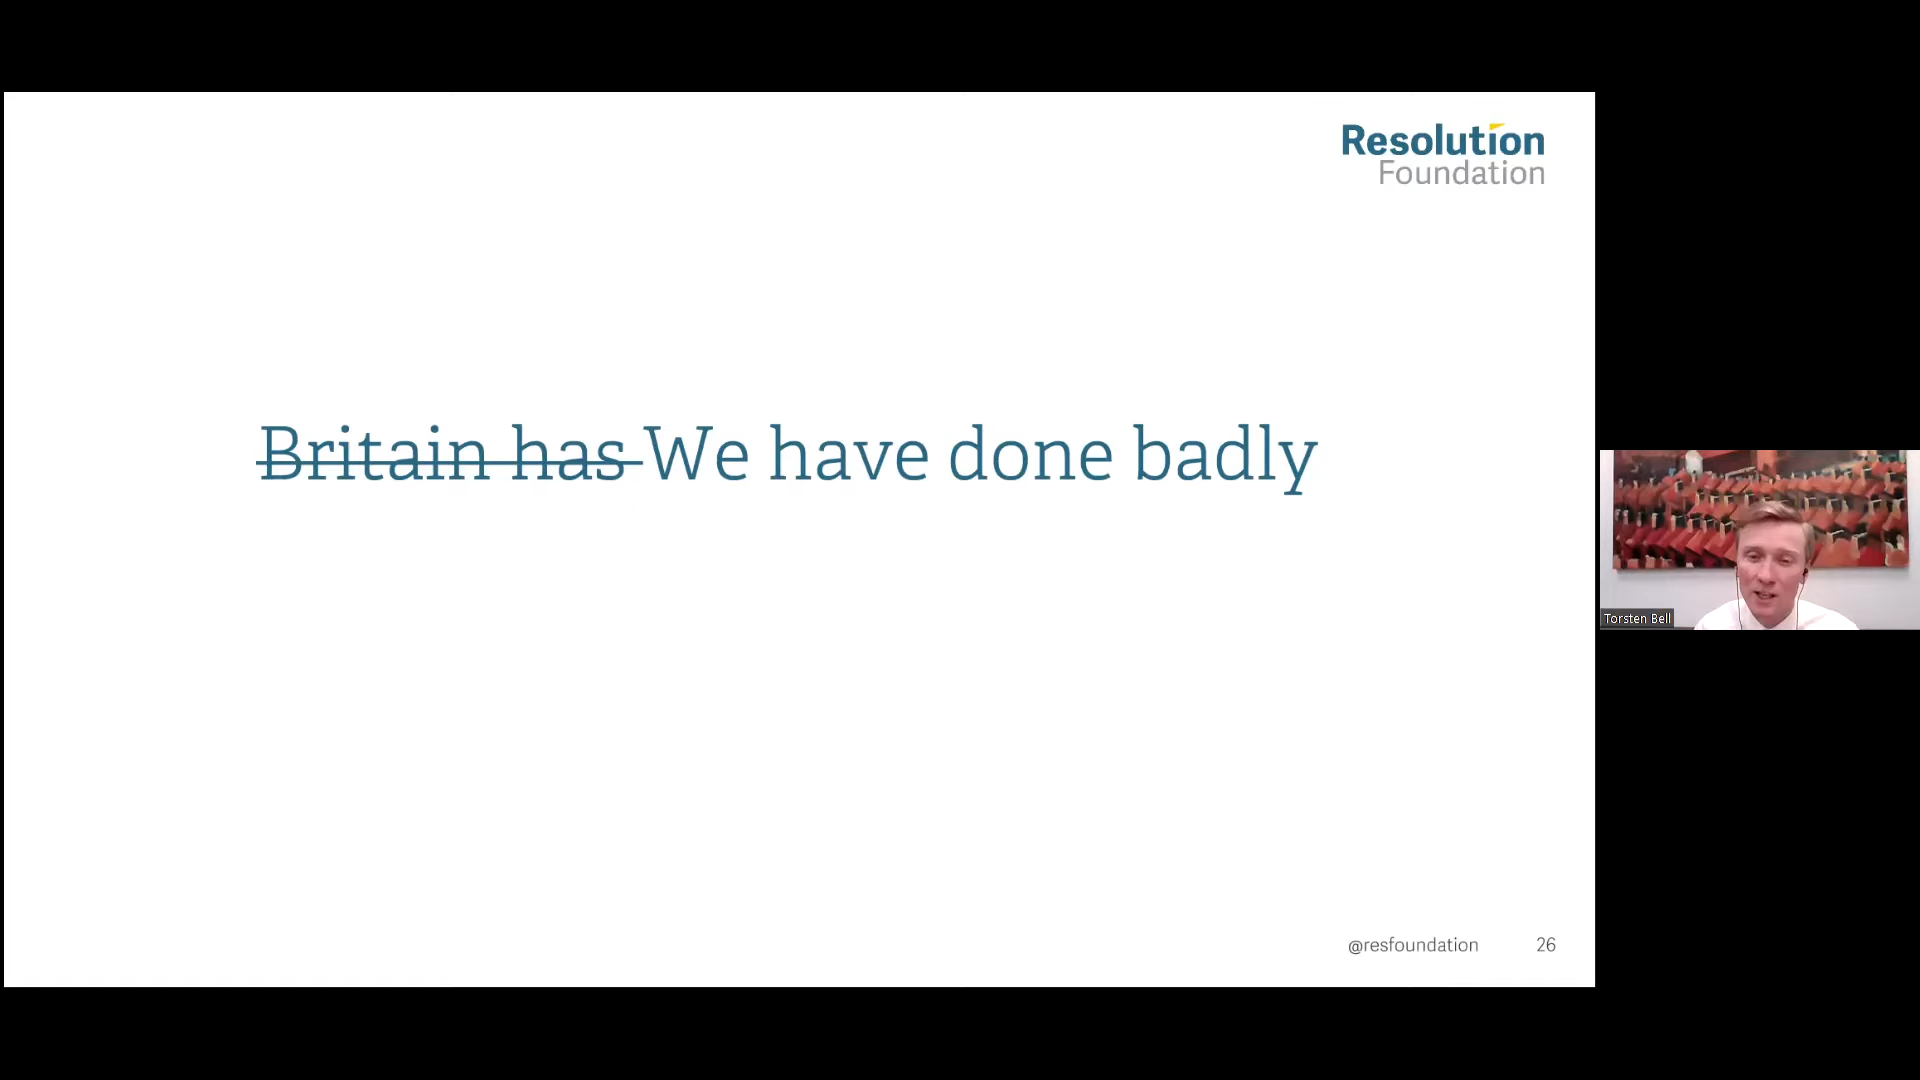 Resolution
Foundation
Britain has We have done badly
Torsten Bell
@resfoundation 26